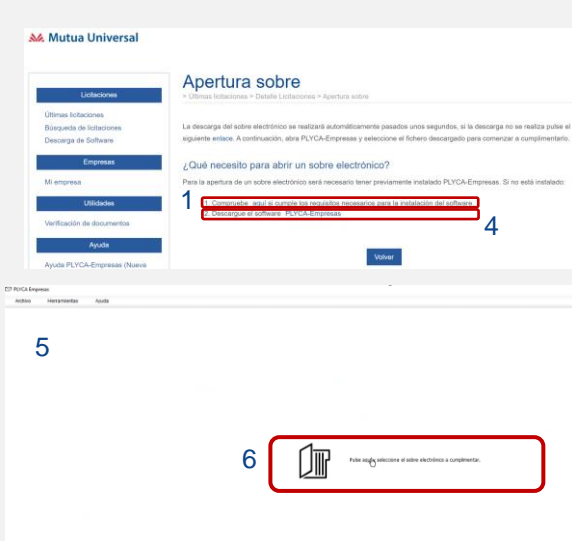 Mutua Universal
Apertura sobre
> Últimas licitaciones > Detalle Licitaciones > Apertura sobre
Licitaciones
Últimas licitaciones
Búsqueda de licitaciones
Descarga de Software
Empresas
Mi empresa
Utilidades
Verificación de documentos
Ayuda
Ayuda PLYCA-Empresas (Nueva
La descarga del sobre electrónico se realizará automáticamente pasados unos segundos, si la descarga no se realiza pulse el
siguiente enlace. A continuación, abra PLYCA-Empresas y seleccione el fichero descargado para comenzar a cumplimentarlo.
¿Qué necesito para abrir un sobre electrónico?
Para la apertura de un sobre electrónico será necesario tener previamente instalado PLYCA-Empresas. Si no está instalado:
1
1. Compruebe aquí si cumple los requisitos necesarios para la instalación del software
2. Descargue el software PLYCA-Empresas
4
Volver
PLYCA Empresas
Archivo Herramientas Ayuda
5
6
Pulse y seleccione el sobre electrónico a cumplimentar.